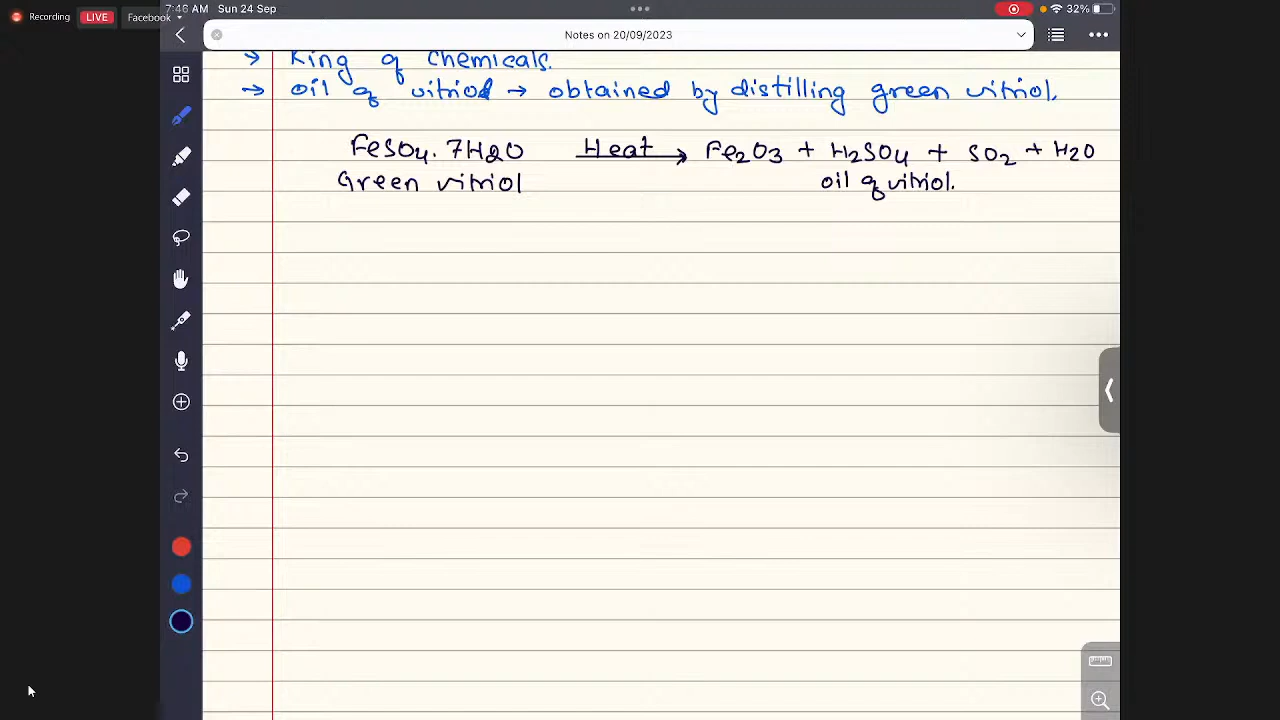 Recording LIVE Facebook
7:46 AM Sun 24 Sep
32%
Notes on 20/09/2023
→ King of chemicals.
→ oil of vitriol → obtained by distilling green vitriol.
FeSO4. 7H2O Heat→ Fe2O3 + H2SO4 + SO2 + H2O
Green vitriol oil of vitriol.